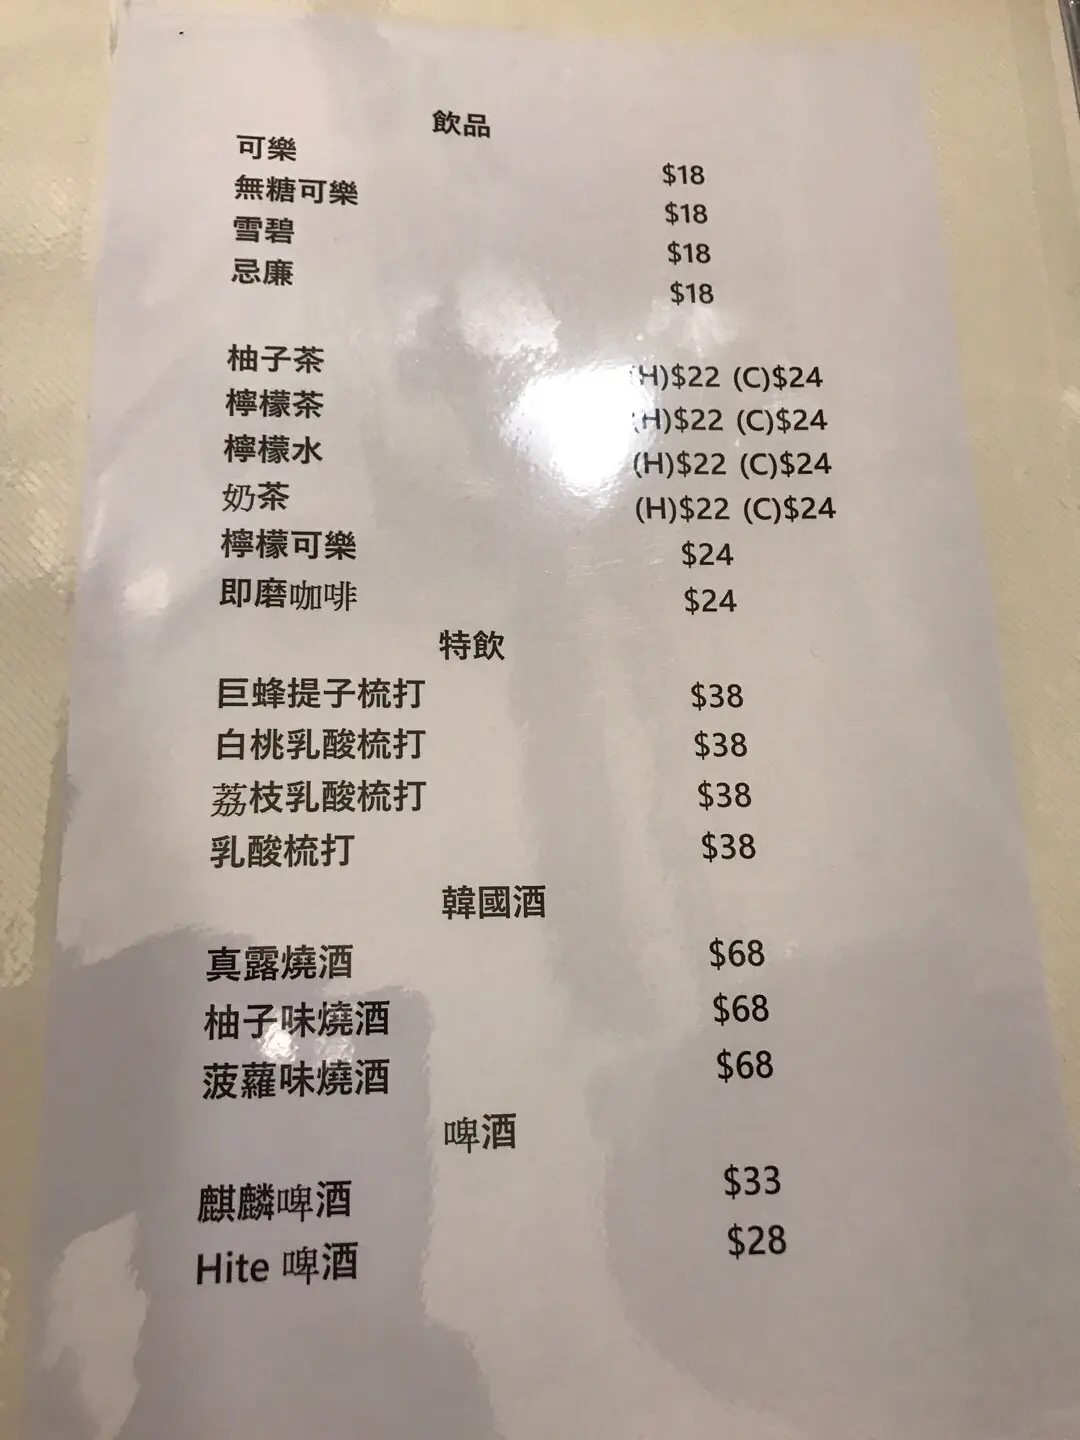 飲品
可樂 $18
無糖可樂 $18
雪碧 $18
忌廉 $18
柚子茶 (H)$22 (C)$24
檸檬茶 (H)$22 (C)$24
檸檬水 (H)$22 (C)$24
奶茶 (H)$22 (C)$24
檸檬可樂 $24
即磨咖啡 $24
特飲
巨蜂提子梳打 $38
白桃乳酸梳打 $38
荔枝乳酸梳打 $38
乳酸梳打 $38
韓國酒
真露燒酒 $68
柚子味燒酒 $68
菠蘿味燒酒 $68
啤酒
麒麟啤酒 $33
Hite 啤酒 $28